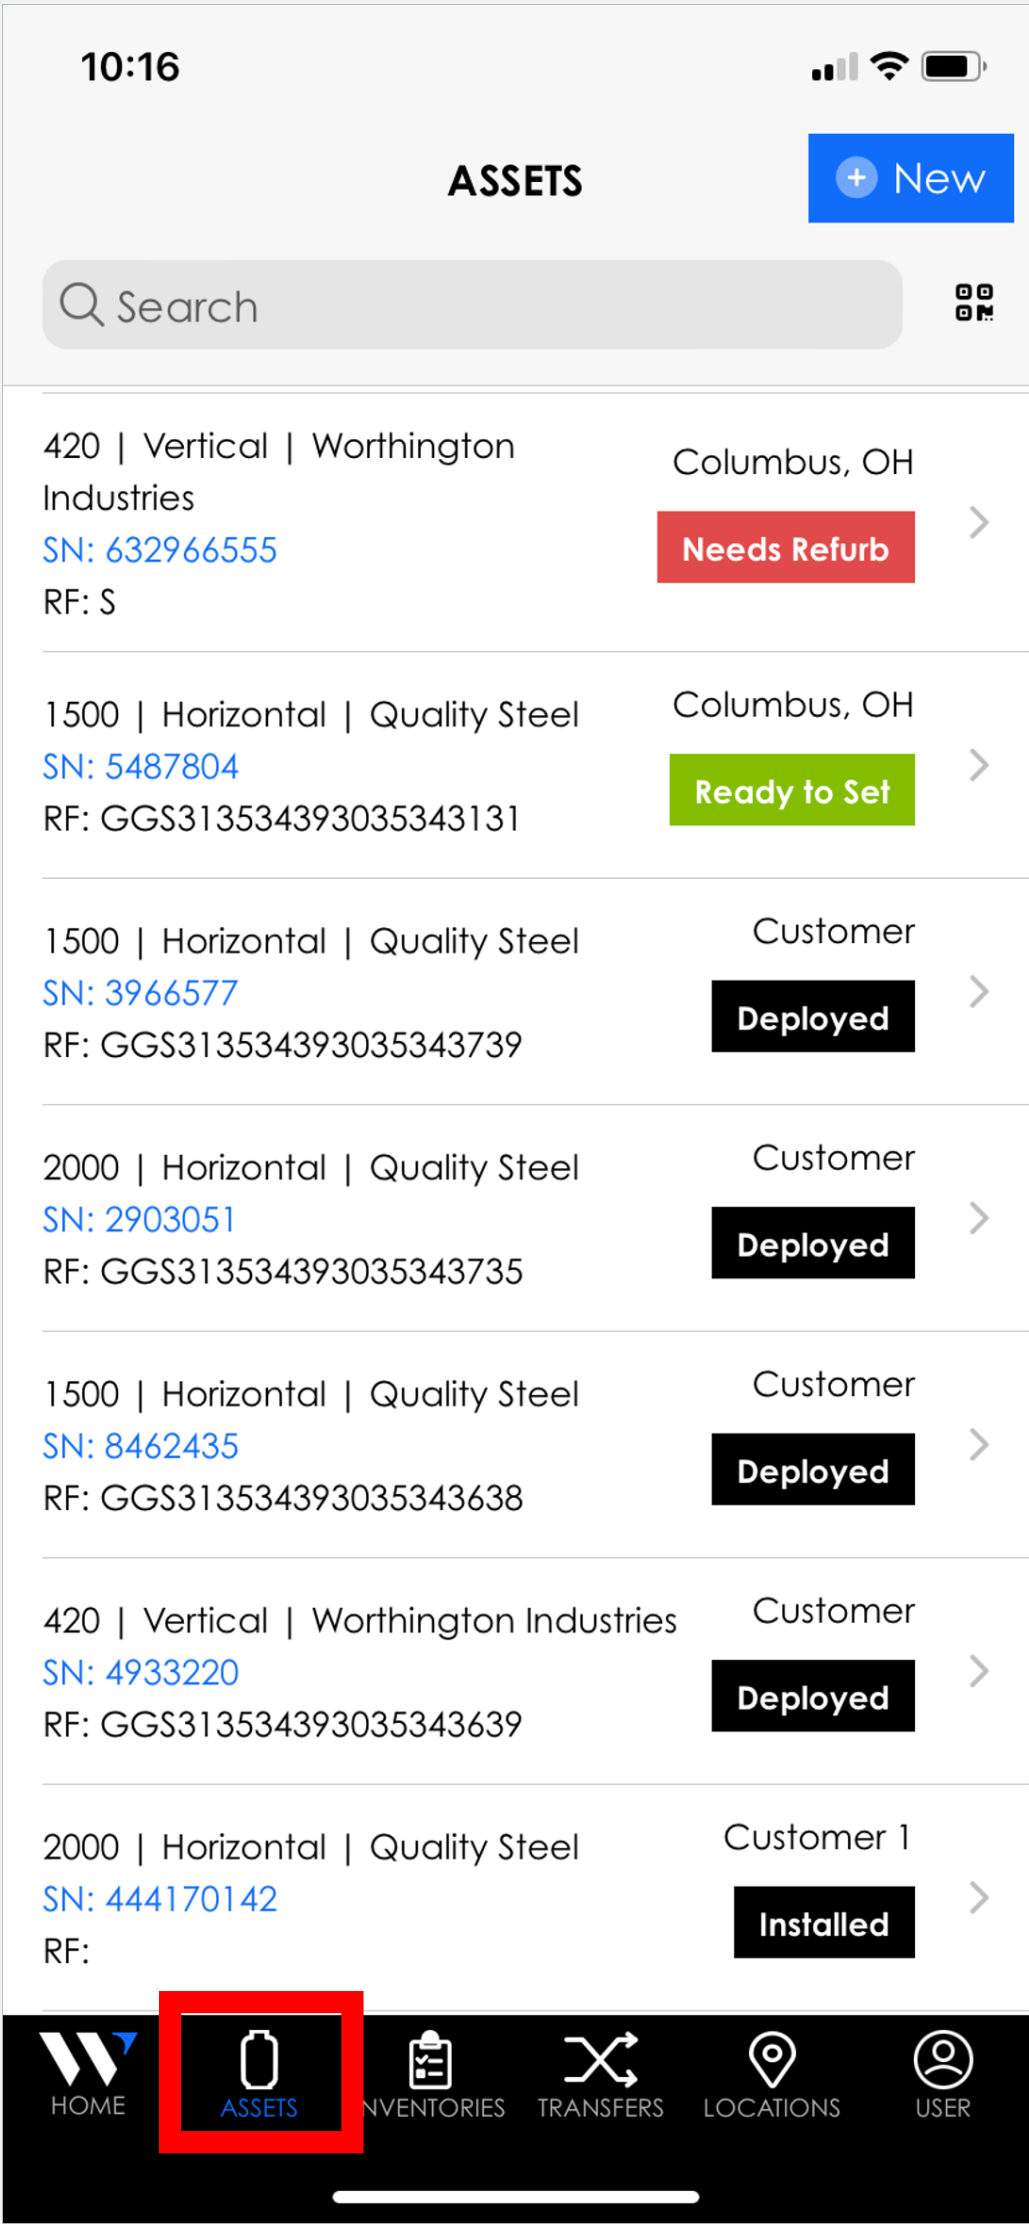 10:16
ASSETS
+ New
Search
420 | Vertical | Worthington
Industries
SN: 632966555
RF: S
Columbus, OH
Needs Refurb
1500 | Horizontal | Quality Steel
SN: 5487804
RF: GGS313534393035343131
Columbus, OH
Ready to Set
1500 | Horizontal | Quality Steel
SN: 3966577
RF: GGS313534393035343739
Customer
Deployed
2000 | Horizontal | Quality Steel
SN: 2903051
RF: GGS313534393035343735
Customer
Deployed
1500 | Horizontal | Quality Steel
SN: 8462435
RF: GGS313534393035343638
Customer
Deployed
420 | Vertical | Worthington Industries
SN: 4933220
RF: GGS313534393035343639
Customer
Deployed
2000 | Horizontal | Quality Steel
SN: 444170142
RF:
Customer 1
Installed
HOME
ASSETS
NVENTORIES
TRANSFERS
LOCATIONS
USER